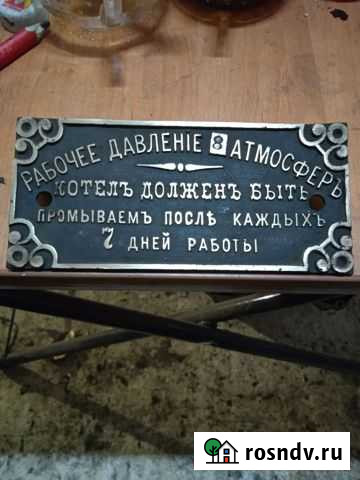 РАБОЧЕЕ ДАВЛЕНІЕ 8 АТМОСФЕРЪ
КОТЕЛЪ ДОЛЖЕНЪ БЫТЬ
ПРОМЫВАЕМЪ ПОСЛѢ КАЖДЫХЪ
7 ДНЕЙ РАБОТЫ
rosndv.ru